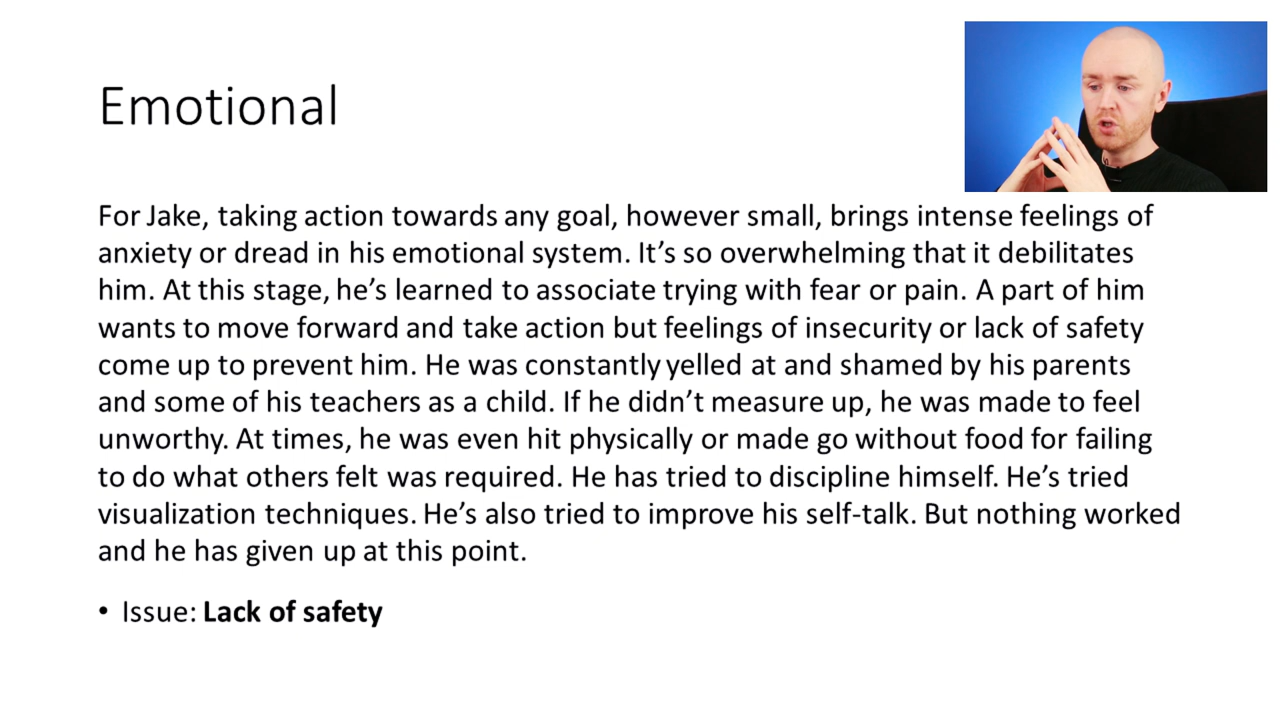 Emotional
For Jake, taking action towards any goal, however small, brings intense feelings of
anxiety or dread in his emotional system. It’s so overwhelming that it debilitates
him. At this stage, he’s learned to associate trying with fear or pain. A part of him
wants to move forward and take action but feelings of insecurity or lack of safety
come up to prevent him. He was constantly yelled at and shamed by his parents
and some of his teachers as a child. If he didn’t measure up, he was made to feel
unworthy. At times, he was even hit physically or made go without food for failing
to do what others felt was required. He has tried to discipline himself. He’s tried
visualization techniques. He’s also tried to improve his self-talk. But nothing worked
and he has given up at this point.
• Issue: Lack of safety